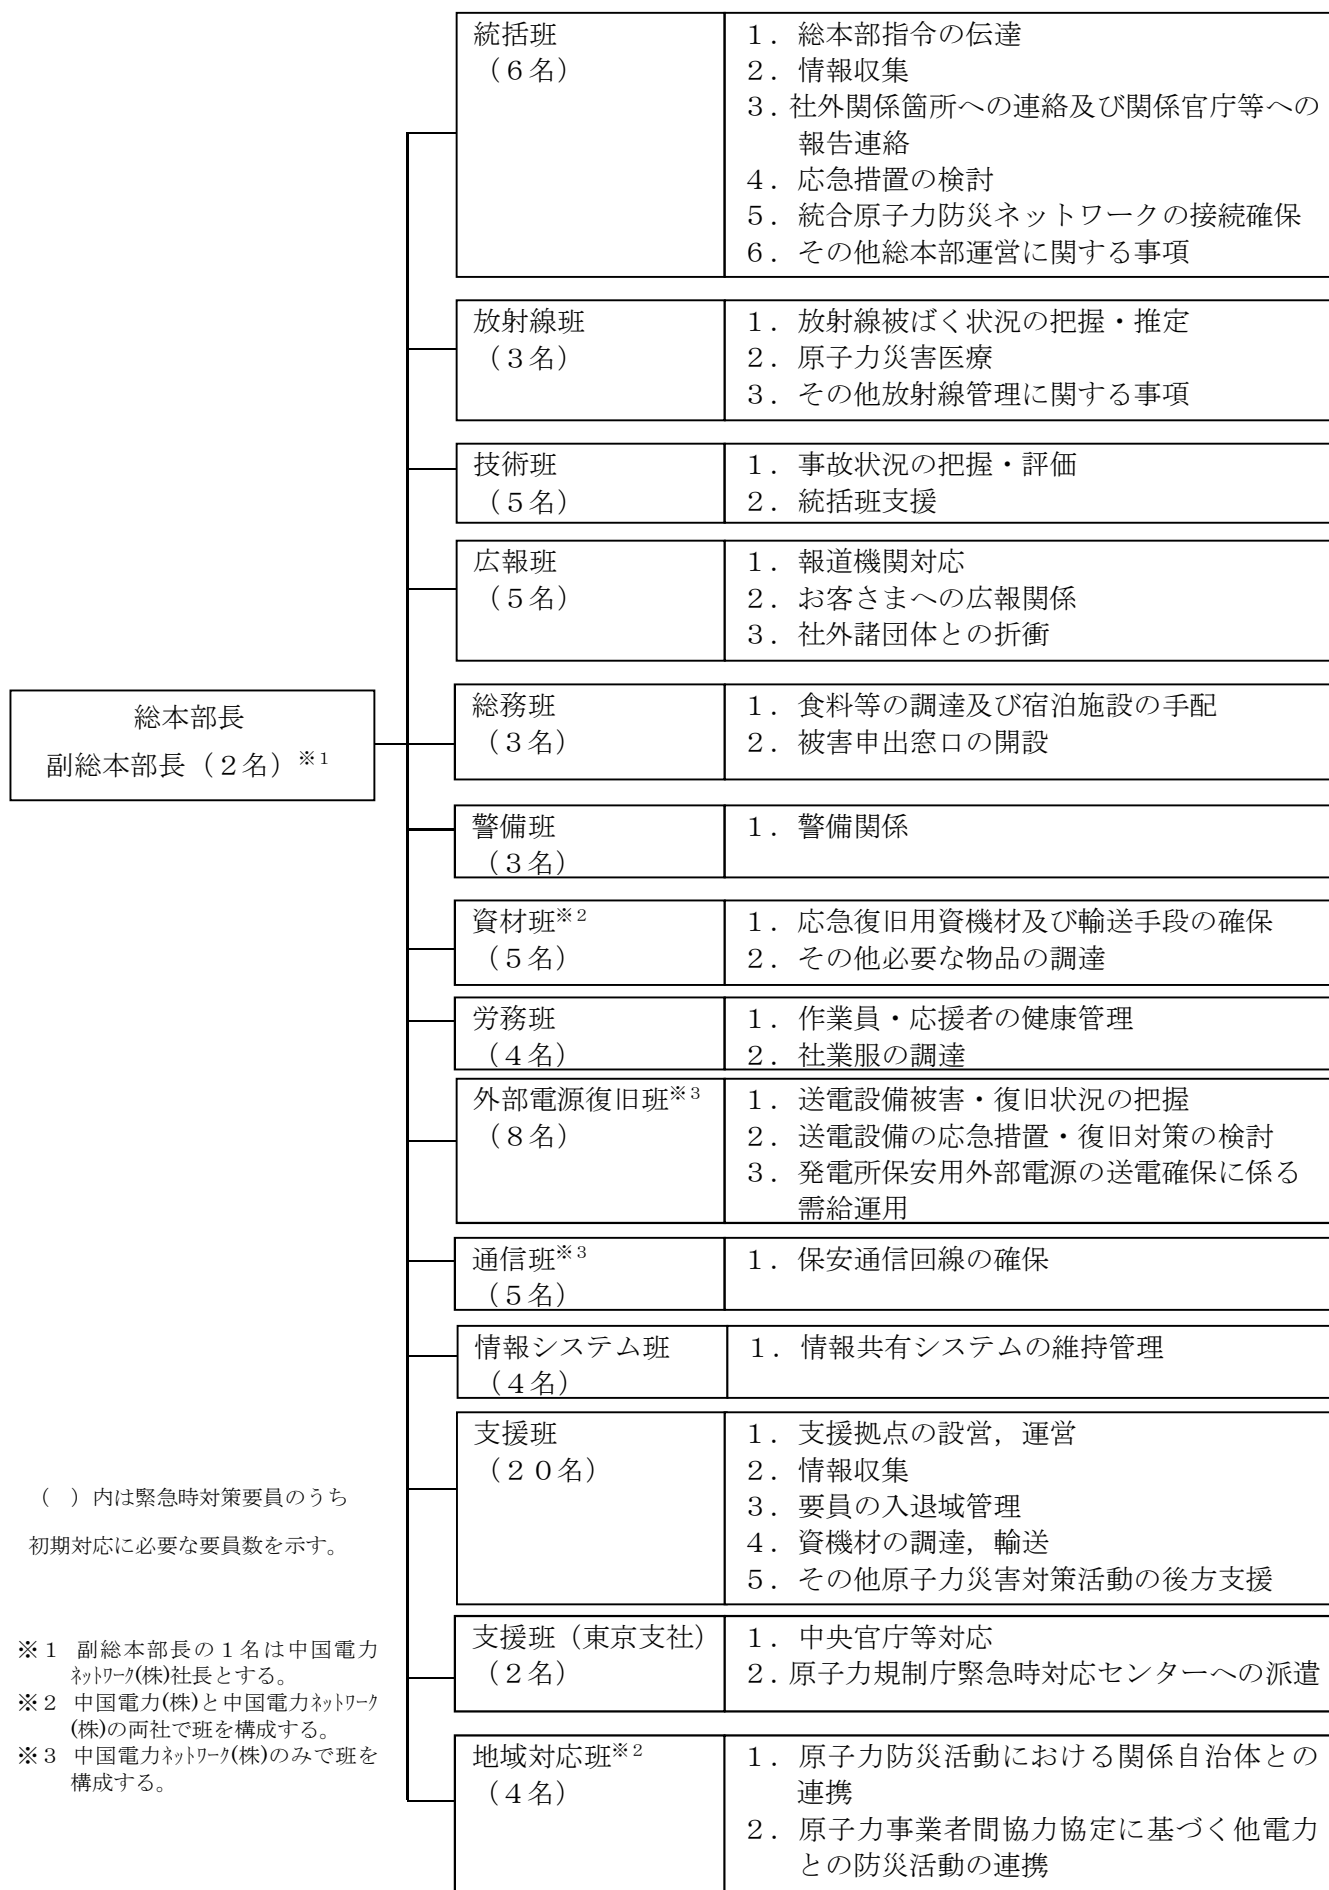 統括班
（６名）
１．総本部指令の伝達
２．情報収集
３．社外関係箇所への連絡及び関係官庁等への
報告連絡
４．応急措置の検討
５．統合原子力防災ネットワークの接続確保
６．その他総本部運営に関する事項
放射線班
（３名）
１．放射線被ばく状況の把握・推定
２．原子力災害医療
３．その他放射線管理に関する事項
技術班
（５名）
１．事故状況の把握・評価
２．統括班支援
広報班
（５名）
１．報道機関対応
２．お客さまへの広報関係
３．社外諸団体との折衝
総本部長
副総本部長（２名）※１
総務班
（３名）
１．食料等の調達及び宿泊施設の手配
２．被害申出窓口の開設
警備班
（３名）
１．警備関係
資材班※２
（５名）
１．応急復旧用資機材及び輸送手段の確保
２．その他必要な物品の調達
労務班
（４名）
１．作業員・応援者の健康管理
２．社業服の調達
外部電源復旧班※３
（８名）
１．送電設備被害・復旧状況の把握
２．送電設備の応急措置・復旧対策の検討
３．発電所保安用外部電源の送電確保に係る
需給運用
通信班※３
（５名）
１．保安通信回線の確保
情報システム班
（４名）
１．情報共有システムの維持管理
支援班
（２０名）
１．支援拠点の設営，運営
２．情報収集
３．要員の入退域管理
４．資機材の調達，輸送
５．その他原子力災害対策活動の後方支援
支援班（東京支社）
（２名）
１．中央官庁等対応
２．原子力規制庁緊急時対応センターへの派遣
地域対応班※２
（４名）
１．原子力防災活動における関係自治体との
連携
２．原子力事業者間協力協定に基づく他電力
との防災活動の連携
（　）内は緊急時対策要員のうち
初期対応に必要な要員数を示す。
※１　副総本部長の１名は中国電力
ﾈｯﾄﾜｰｸ(株)社長とする。
※２　中国電力(株)と中国電力ﾈｯﾄﾜｰｸ
(株)の両社で班を構成する。
※３　中国電力ﾈｯﾄﾜｰｸ(株)のみで班を
構成する。